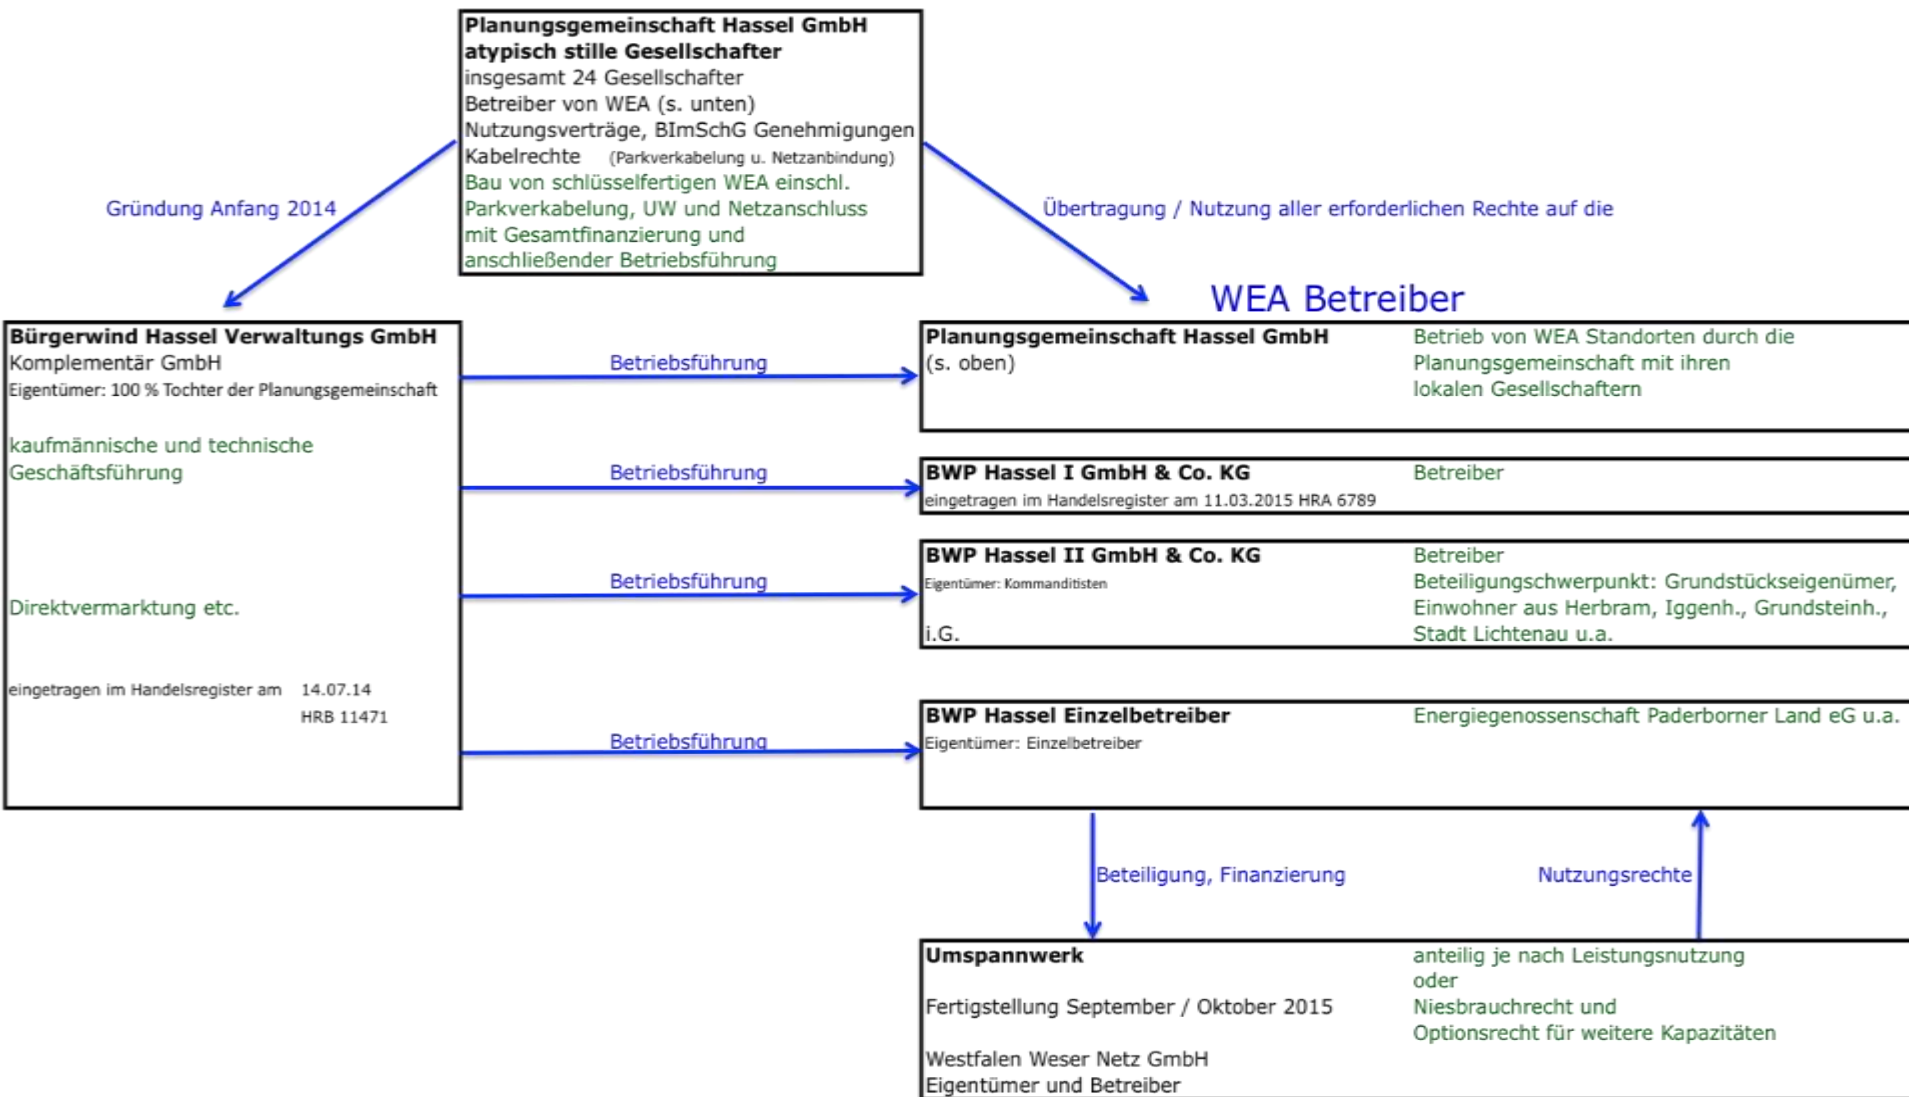 Planungsgemeinschaft Hassel GmbH
atypisch stille Gesellschafter
insgesamt 24 Gesellschafter
Betreiber von WEA (s. unten)
Nutzungsverträge, BImSchG Genehmigungen
Kabelrechte (Parkverkabelung u. Netzanbindung)
Bau von schlüsselfertigen WEA einschl.
Parkverkabelung, UW und Netzanschluss
mit Gesamtfinanzierung und
anschließender Betriebsführung
Gründung Anfang 2014
Übertragung / Nutzung aller erforderlichen Rechte auf die
WEA Betreiber
Bürgerwind Hassel Verwaltungs GmbH
Komplementär GmbH
Eigentümer: 100 % Tochter der Planungsgemeinschaft
kaufmännische und technische
Geschäftsführung
Direktvermarktung etc.
eingetragen im Handelsregister am 14.07.14
HRB 11471
Betriebsführung
Betriebsführung
Betriebsführung
Betriebsführung
Planungsgemeinschaft Hassel GmbH
(s. oben)
Betrieb von WEA Standorten durch die
Planungsgemeinschaft mit ihren
lokalen Gesellschaftern
BWP Hassel I GmbH & Co. KG
eingetragen im Handelsregister am 11.03.2015 HRA 6789
Betreiber
BWP Hassel II GmbH & Co. KG
Eigentümer: Kommanditisten
i.G.
Betreiber
Beteiligungschwerpunkt: Grundstückseigenümer,
Einwohner aus Herbram, Iggenh., Grundsteinh.,
Stadt Lichtenau u.a.
BWP Hassel Einzelbetreiber
Eigentümer: Einzelbetreiber
Energiegenossenschaft Paderborner Land eG u.a.
Beteiligung, Finanzierung
Nutzungsrechte
Umspannwerk
Fertigstellung September / Oktober 2015
Westfalen Weser Netz GmbH
Eigentümer und Betreiber
anteilig je nach Leistungsnutzung
oder
Niesbrauchrecht und
Optionsrecht für weitere Kapazitäten